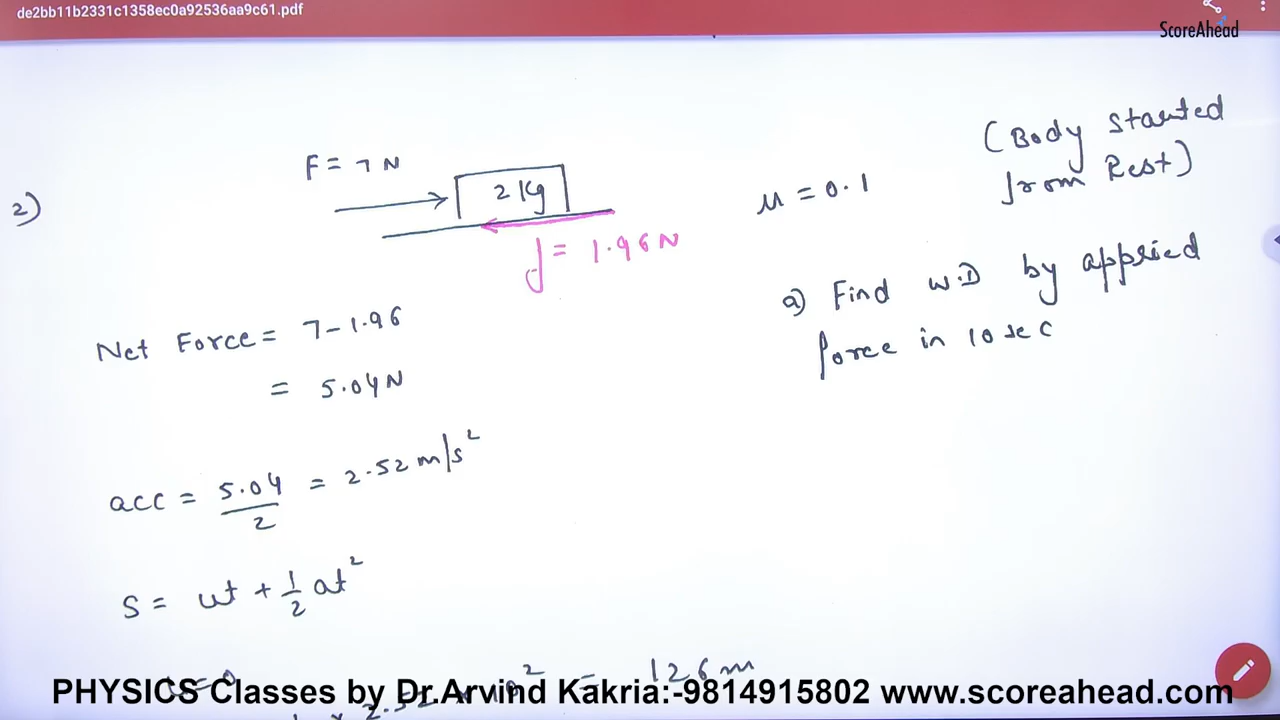 de2bb11b2331c1358ec0a92536aa9c61.pdf
ScoreAhead
2)
F = 7 N
2 Kg
μ = 0.1
(Body started
from Rest)
f = 1.96 N
a) Find W.D by applied
force in 10 sec
Net Force = 7 - 1.96
= 5.04 N
acc = 5.04/2 = 2.52 m/s²
S = ut + 1/2 at²
= 126 m
PHYSICS Classes by Dr.Arvind Kakria:-9814915802 www.scoreahead.com